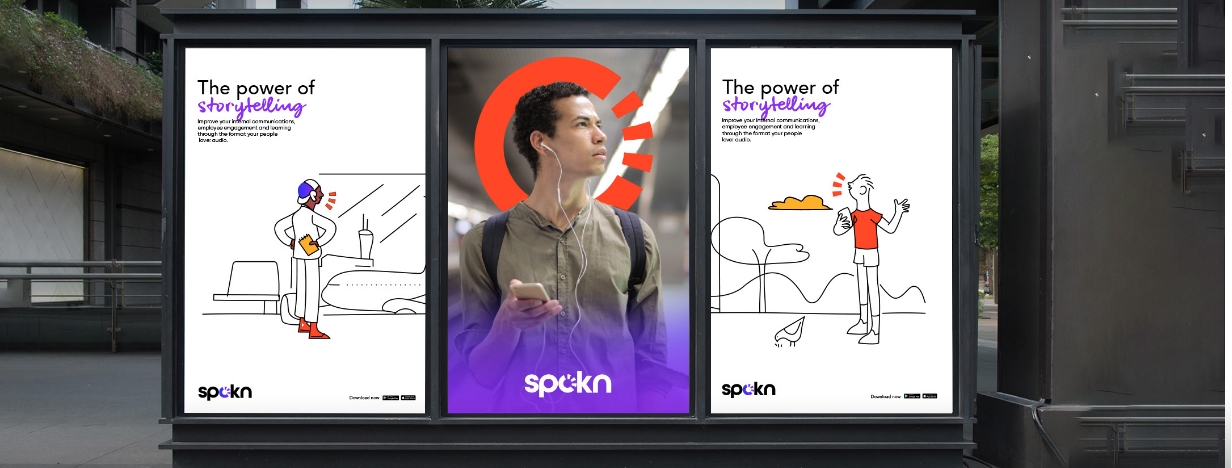 The power of
storytelling
Improve your internal communications,
employee engagement and learning
through the format your people
love: audio.
spokn
Download now
spokn
The power of
storytelling
Improve your internal communications,
employee engagement and learning
through the format your people
love: audio.
spokn
Download now